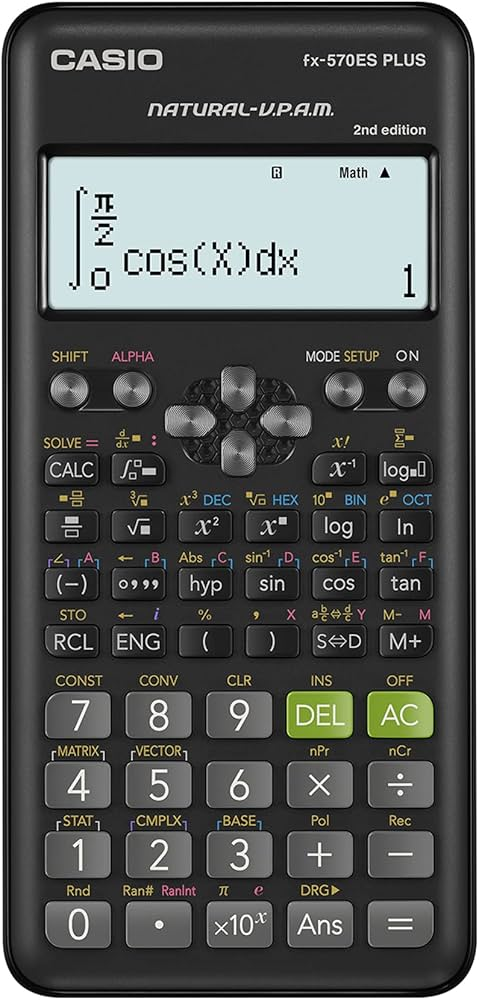 CASIO fx-570ES PLUS
NATURAL-V.P.A.M.
2nd edition
R Math ▲
∫ π/2 0 cos(X)dx 1
SHIFT ALPHA MODE SETUP ON
SOLVE = d/dx■ : x! Σ■
CALC ∫□■ x⁻¹ log■□
■■/□ ³√■ x³ DEC ■√□ HEX 10■ BIN e■ OCT
■/□ √■ x² x■ log ln
∠ A ← B Abs C sin⁻¹ D cos⁻¹ E tan⁻¹ F
(−) °,,, hyp sin cos tan
STO ← i % , X a b/c⇔d/c Y M− M
RCL ENG ( ) S⇔D M+
CONST CONV CLR INS OFF
7 8 9 DEL AC
MATRIX VECTOR nPr nCr
4 5 6 × ÷
STAT CMPLX BASE Pol Rec
1 2 3 + −
Rnd Ran# RanInt π e DRG▶
0 • ×10ˣ Ans =